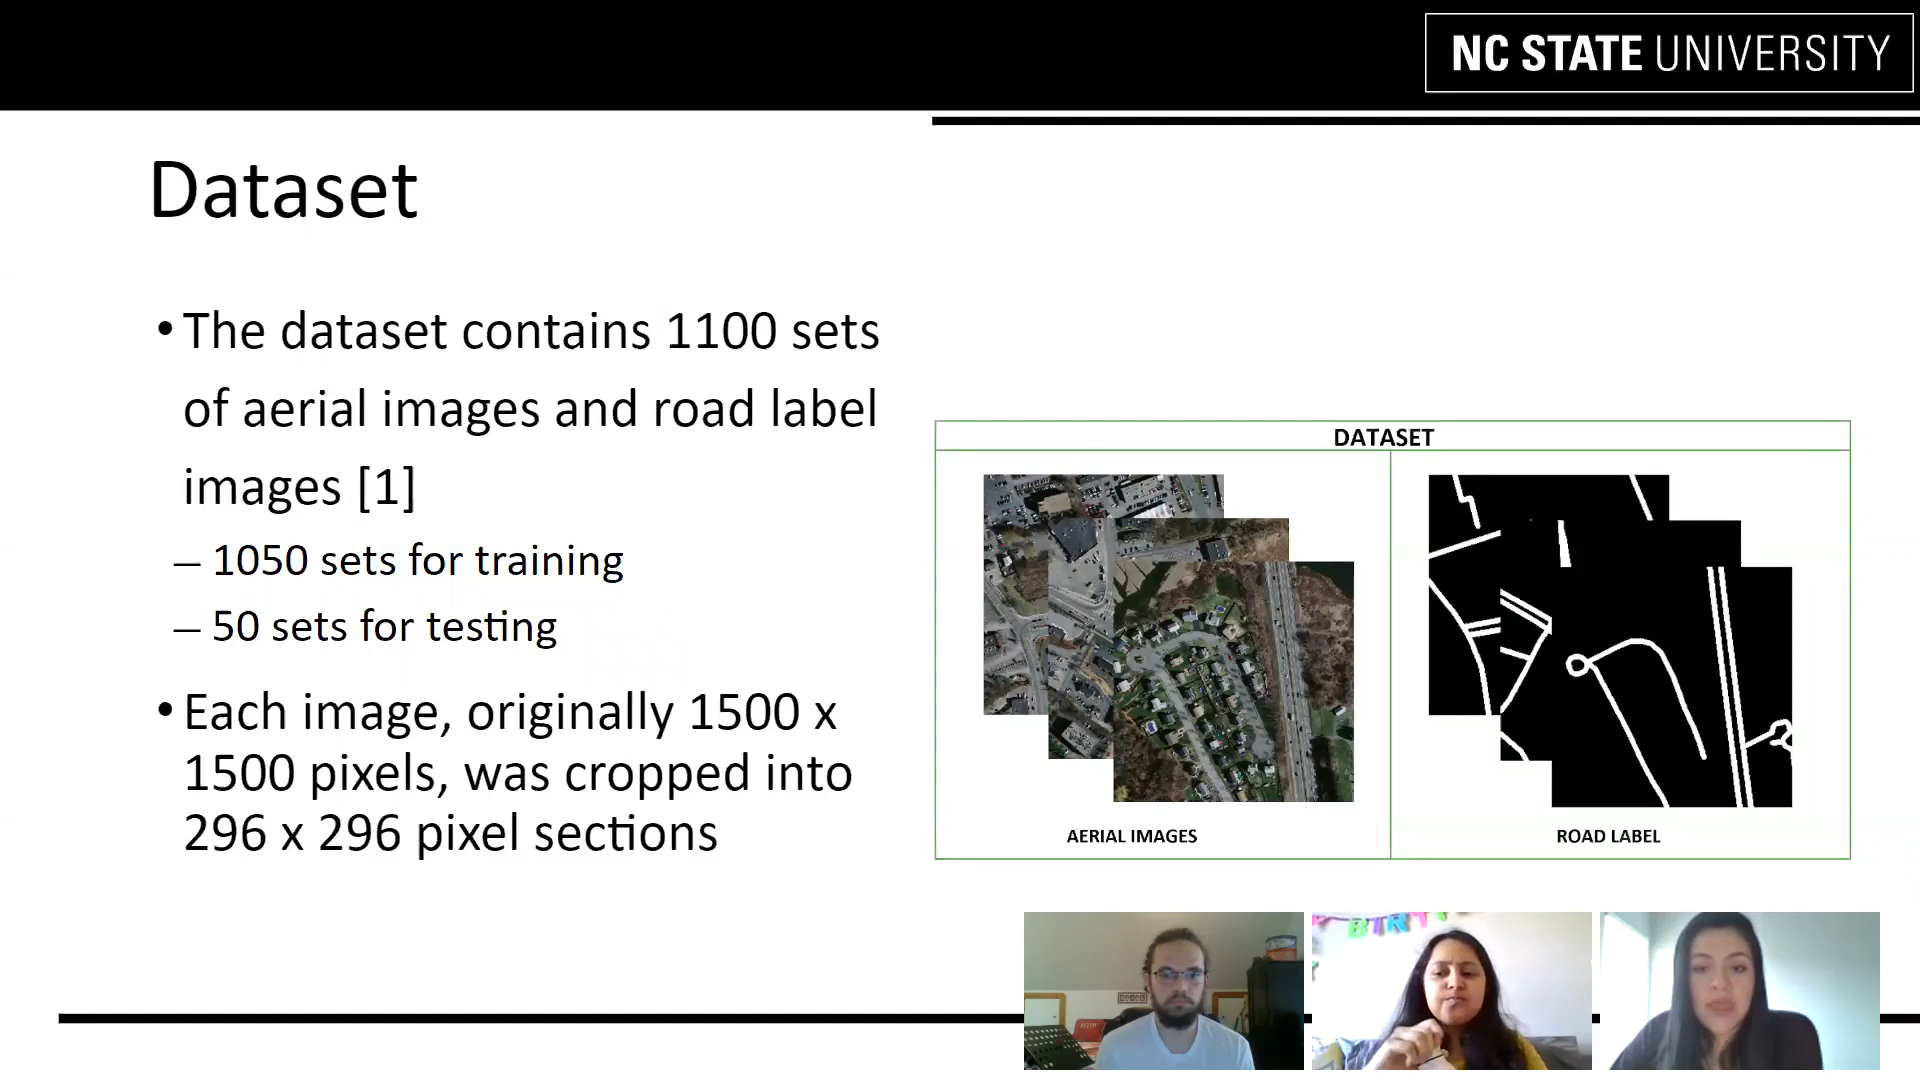 NC STATE UNIVERSITY
Dataset
• The dataset contains 1100 sets
of aerial images and road label
images [1]
– 1050 sets for training
– 50 sets for testing
• Each image, originally 1500 x
1500 pixels, was cropped into
296 x 296 pixel sections
DATASET
AERIAL IMAGES
ROAD LABEL
BIRT